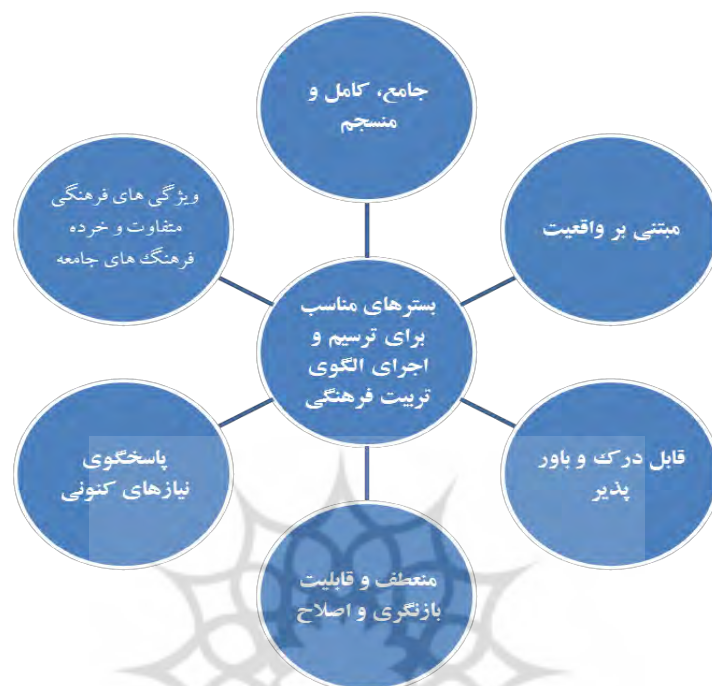 جامع، کامل و
منسجم
مبتنی بر واقعیت
قابل درک و باور
پذیر
منعطف و قابلیت
بازنگری و اصلاح
پاسخگوی
نیازهای کنونی
ویژگی های فرهنگی
متفاوت و خرده
فرهنگ های جامعه
بسترهای مناسب
برای ترسیم و
اجرای الگوی
تربیت فرهنگی